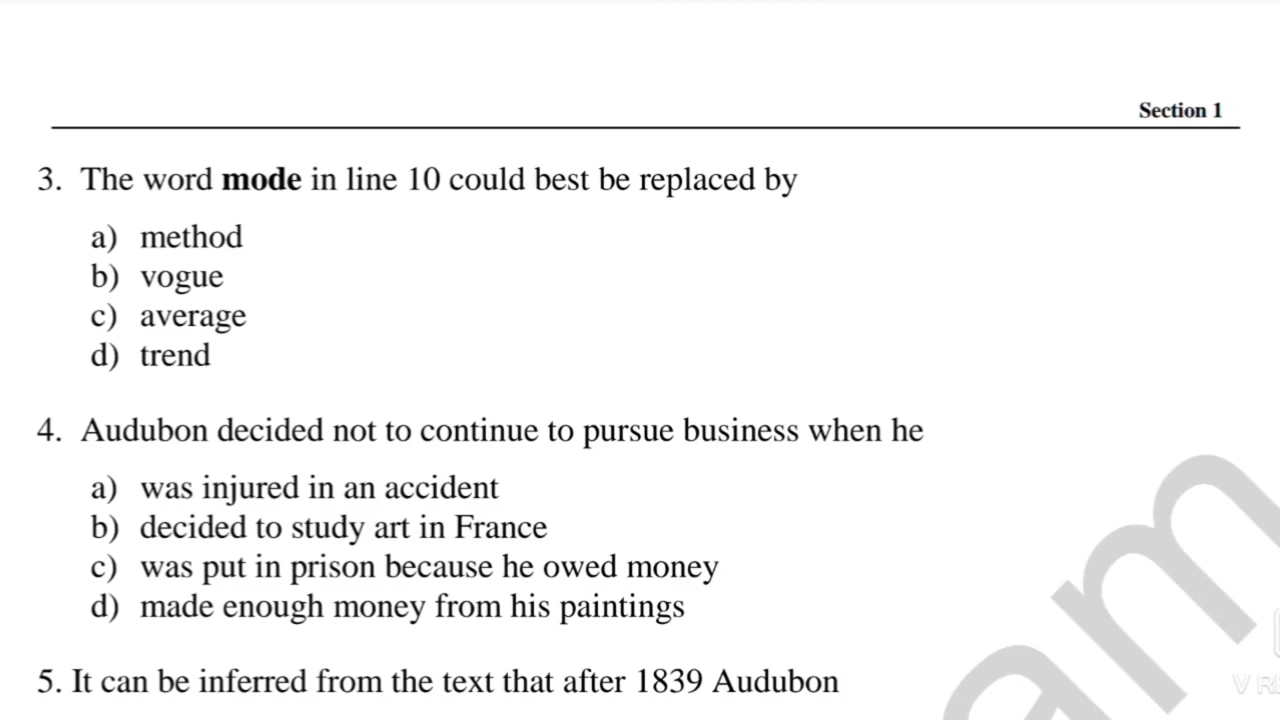 Section 1
3. The word mode in line 10 could best be replaced by
a) method
b) vogue
c) average
d) trend
4. Audubon decided not to continue to pursue business when he
a) was injured in an accident
b) decided to study art in France
c) was put in prison because he owed money
d) made enough money from his paintings
am
5. It can be inferred from the text that after 1839 Audubon